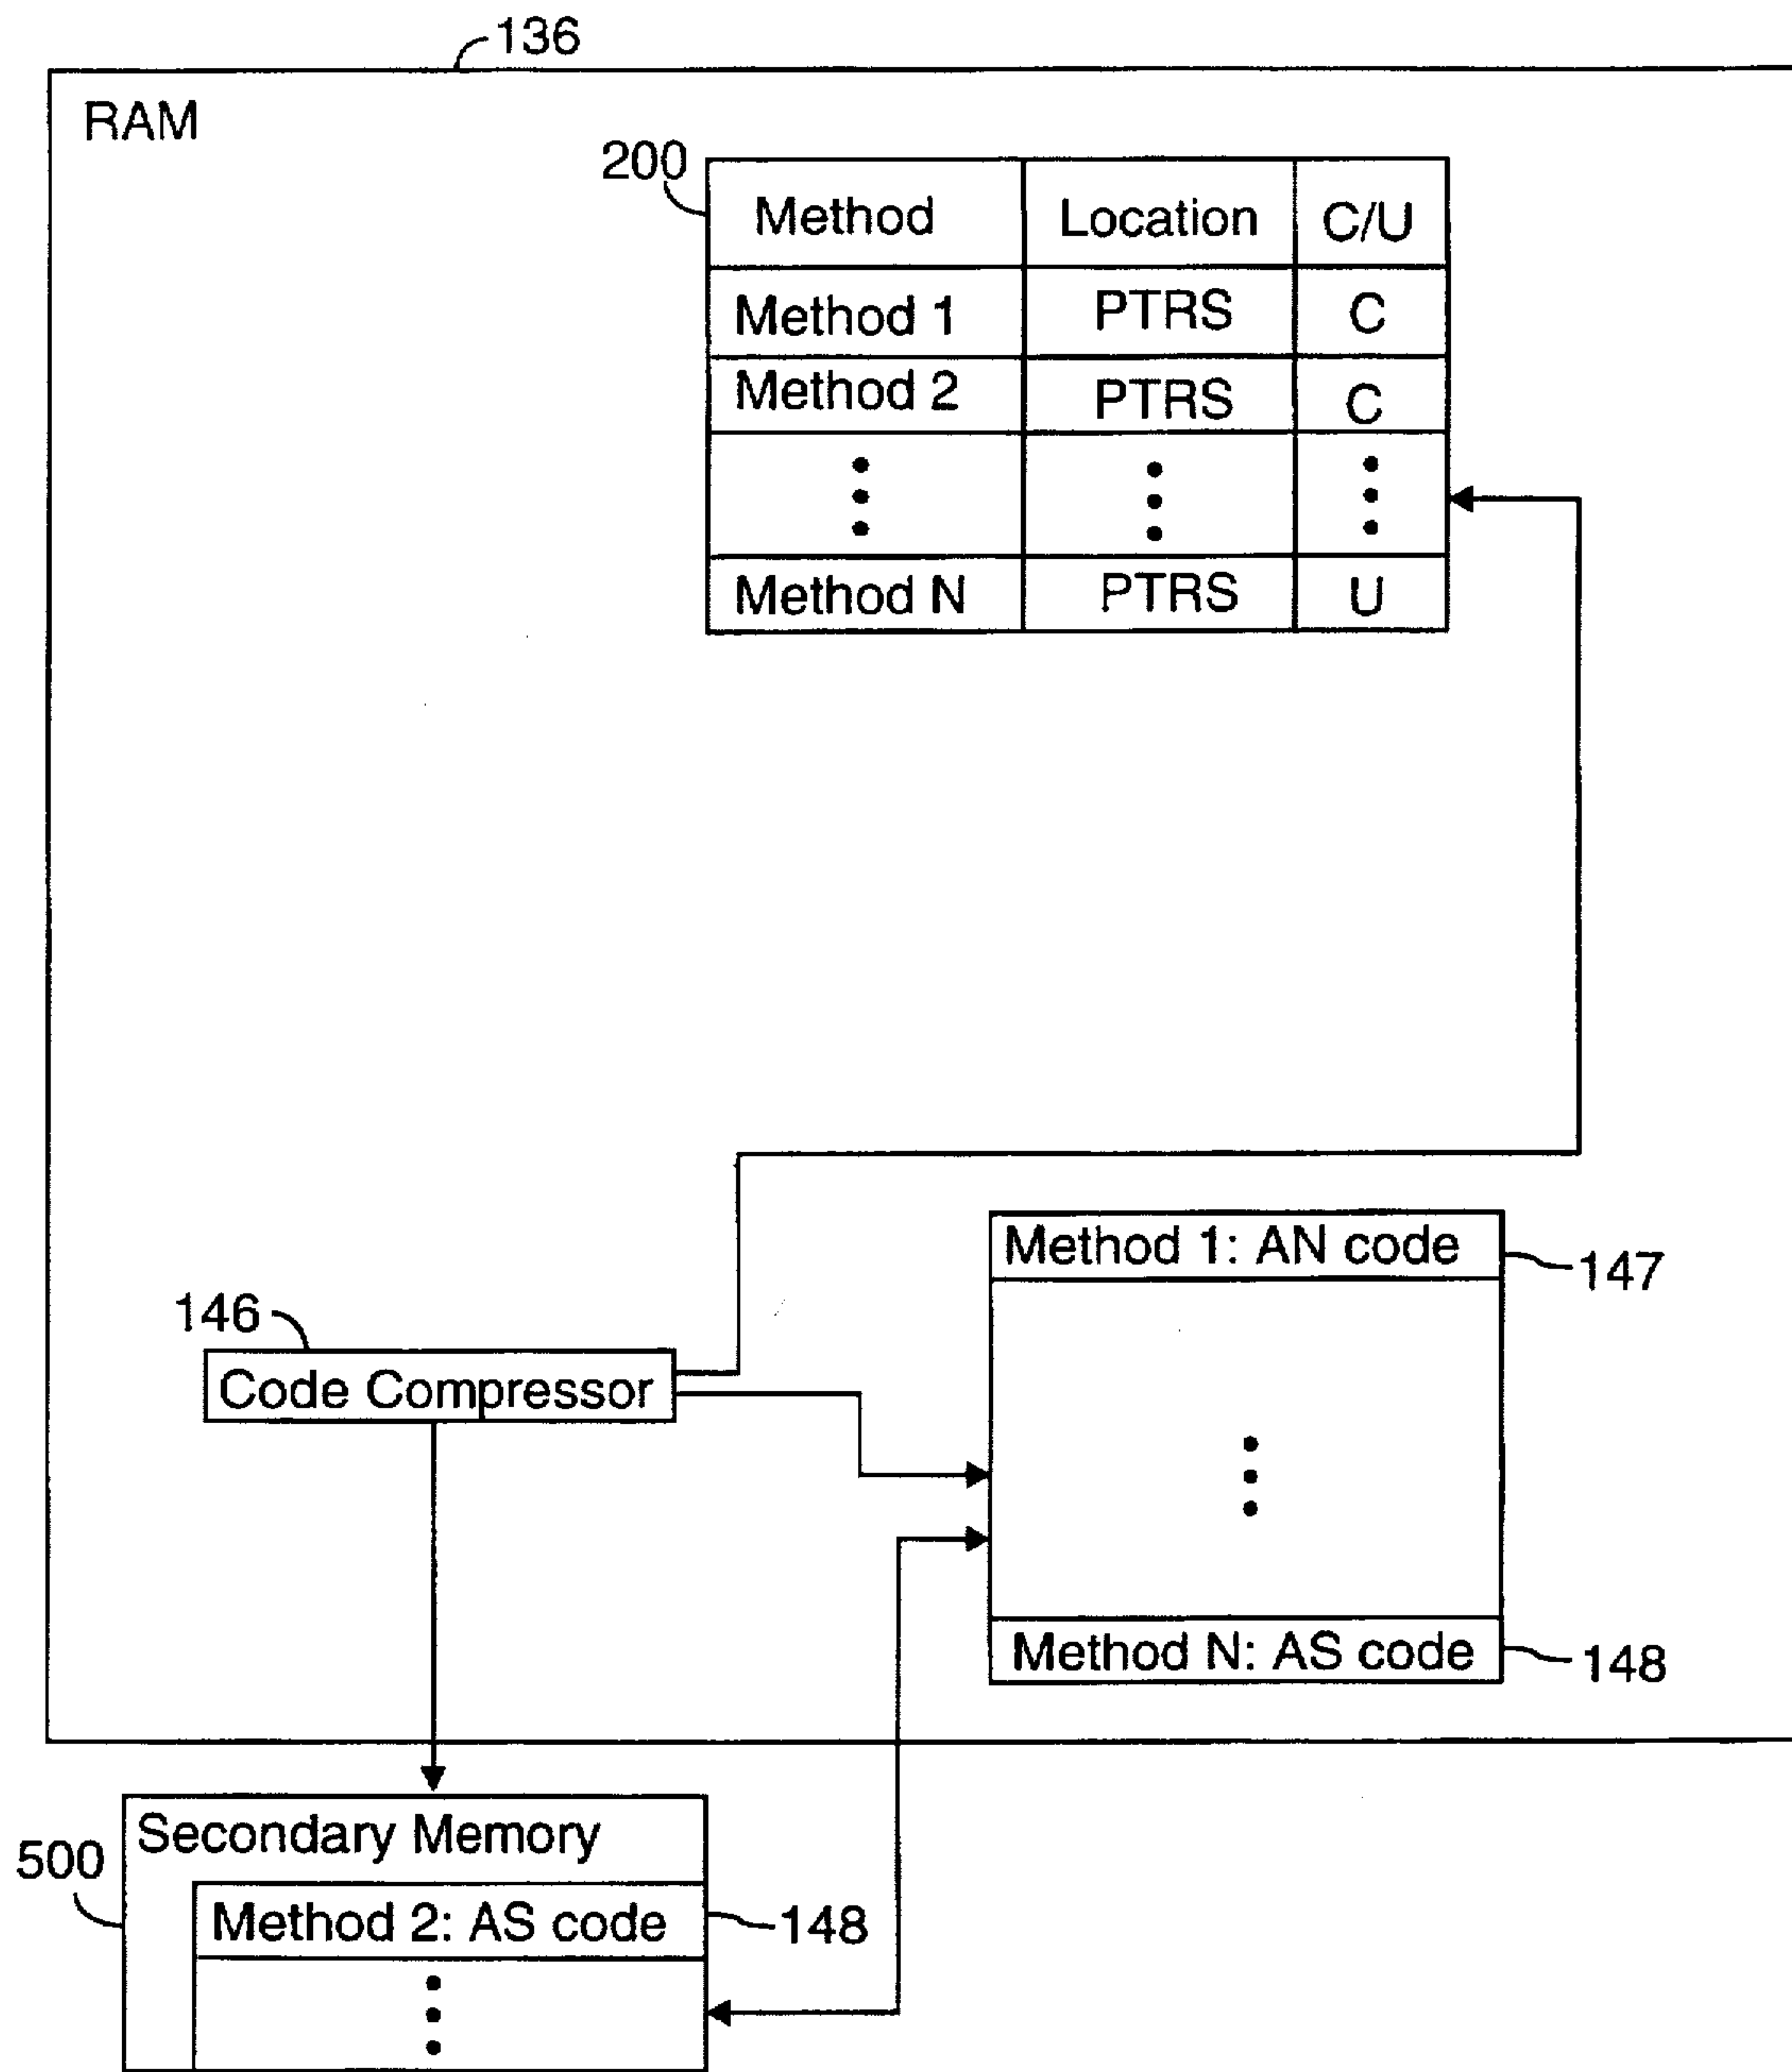 136
RAM
200
Method Location C/U
Method 1 PTRS C
Method 2 PTRS C
Method N PTRS U
Method 1: AN code
147
146
Code Compressor
Method N: AS code
148
Secondary Memory
500
Method 2: AS code
148